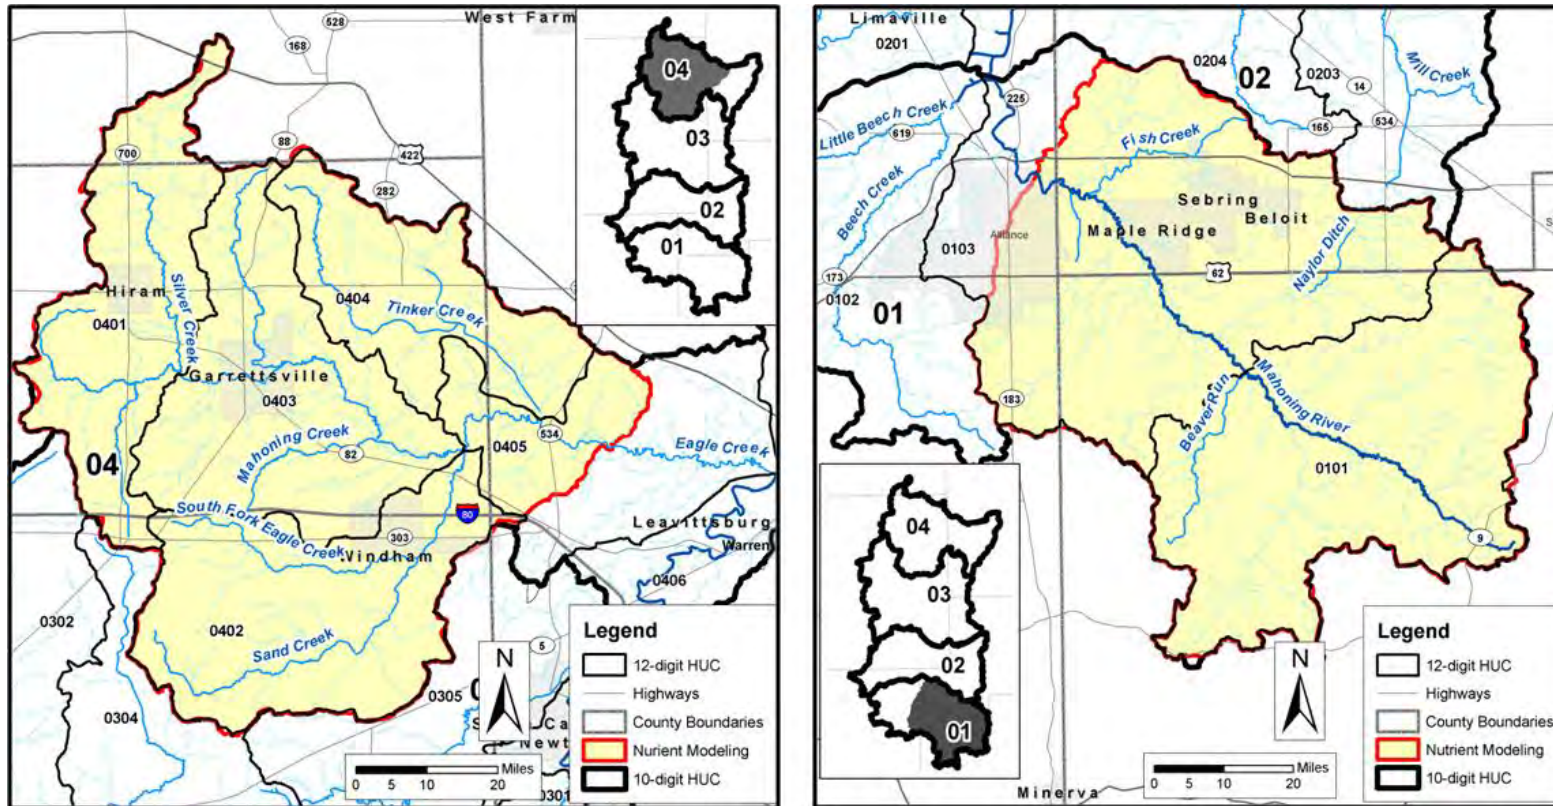 West Farm
528
168
04
03
02
01
88
422
700
282
Hiram
0401
Silver Creek
0404
Tinker Creek
Garrettsville
0403
Mahoning Creek
82
0405
534
Eagle Creek
04
South Fork Eagle Creek
80
303
Windham
Leavittsburg
Warren
0406
0302
0402
Sand Creek
5
0304
0305
Newt
0301
N
Legend
12-digit HUC
Highways
County Boundaries
Nurient Modeling
10-digit HUC
Miles
0 5 10 20
Limaville
0201
0204
02
0203
14
Mill Creek
225
534
165
Little Beech Creek
619
Fish Creek
Beech Creek
Sebring
Beloit
Maple Ridge
Alliance
0103
Naylor Ditch
62
173
0102
01
183
Beaver Run
Mahoning River
0101
9
04
03
02
01
Minerva
N
Legend
12-digit HUC
Highways
County Boundaries
Nutrient Modeling
10-digit HUC
Miles
0 5 10 20